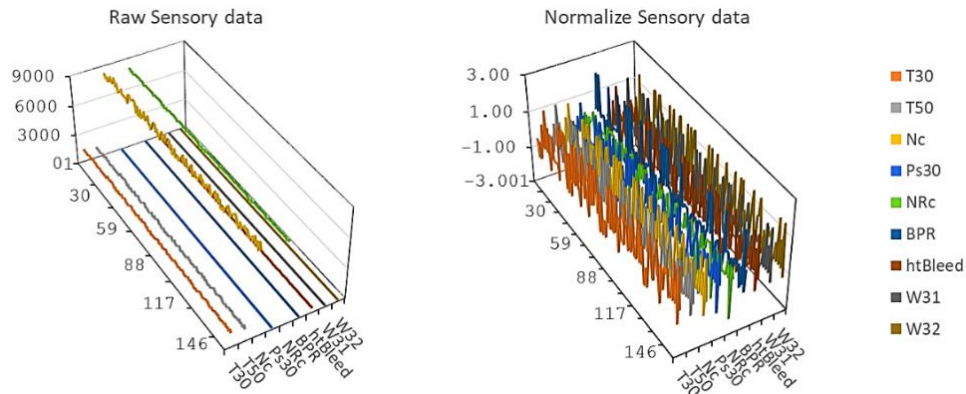 Raw Sensory data
9000
6000
3000
01
30
59
88
117
146
T30
T50
Nc
Ps30
NRc
BPR
htBleed
W31
W32
Normalize Sensory data
3.00
1.00
-1.00
-3.001
30
59
88
117
146
T30
T50
Nc
Ps30
NRc
BPR
htBleed
W31
W32
T30
T50
Nc
Ps30
NRc
BPR
htBleed
W31
W32